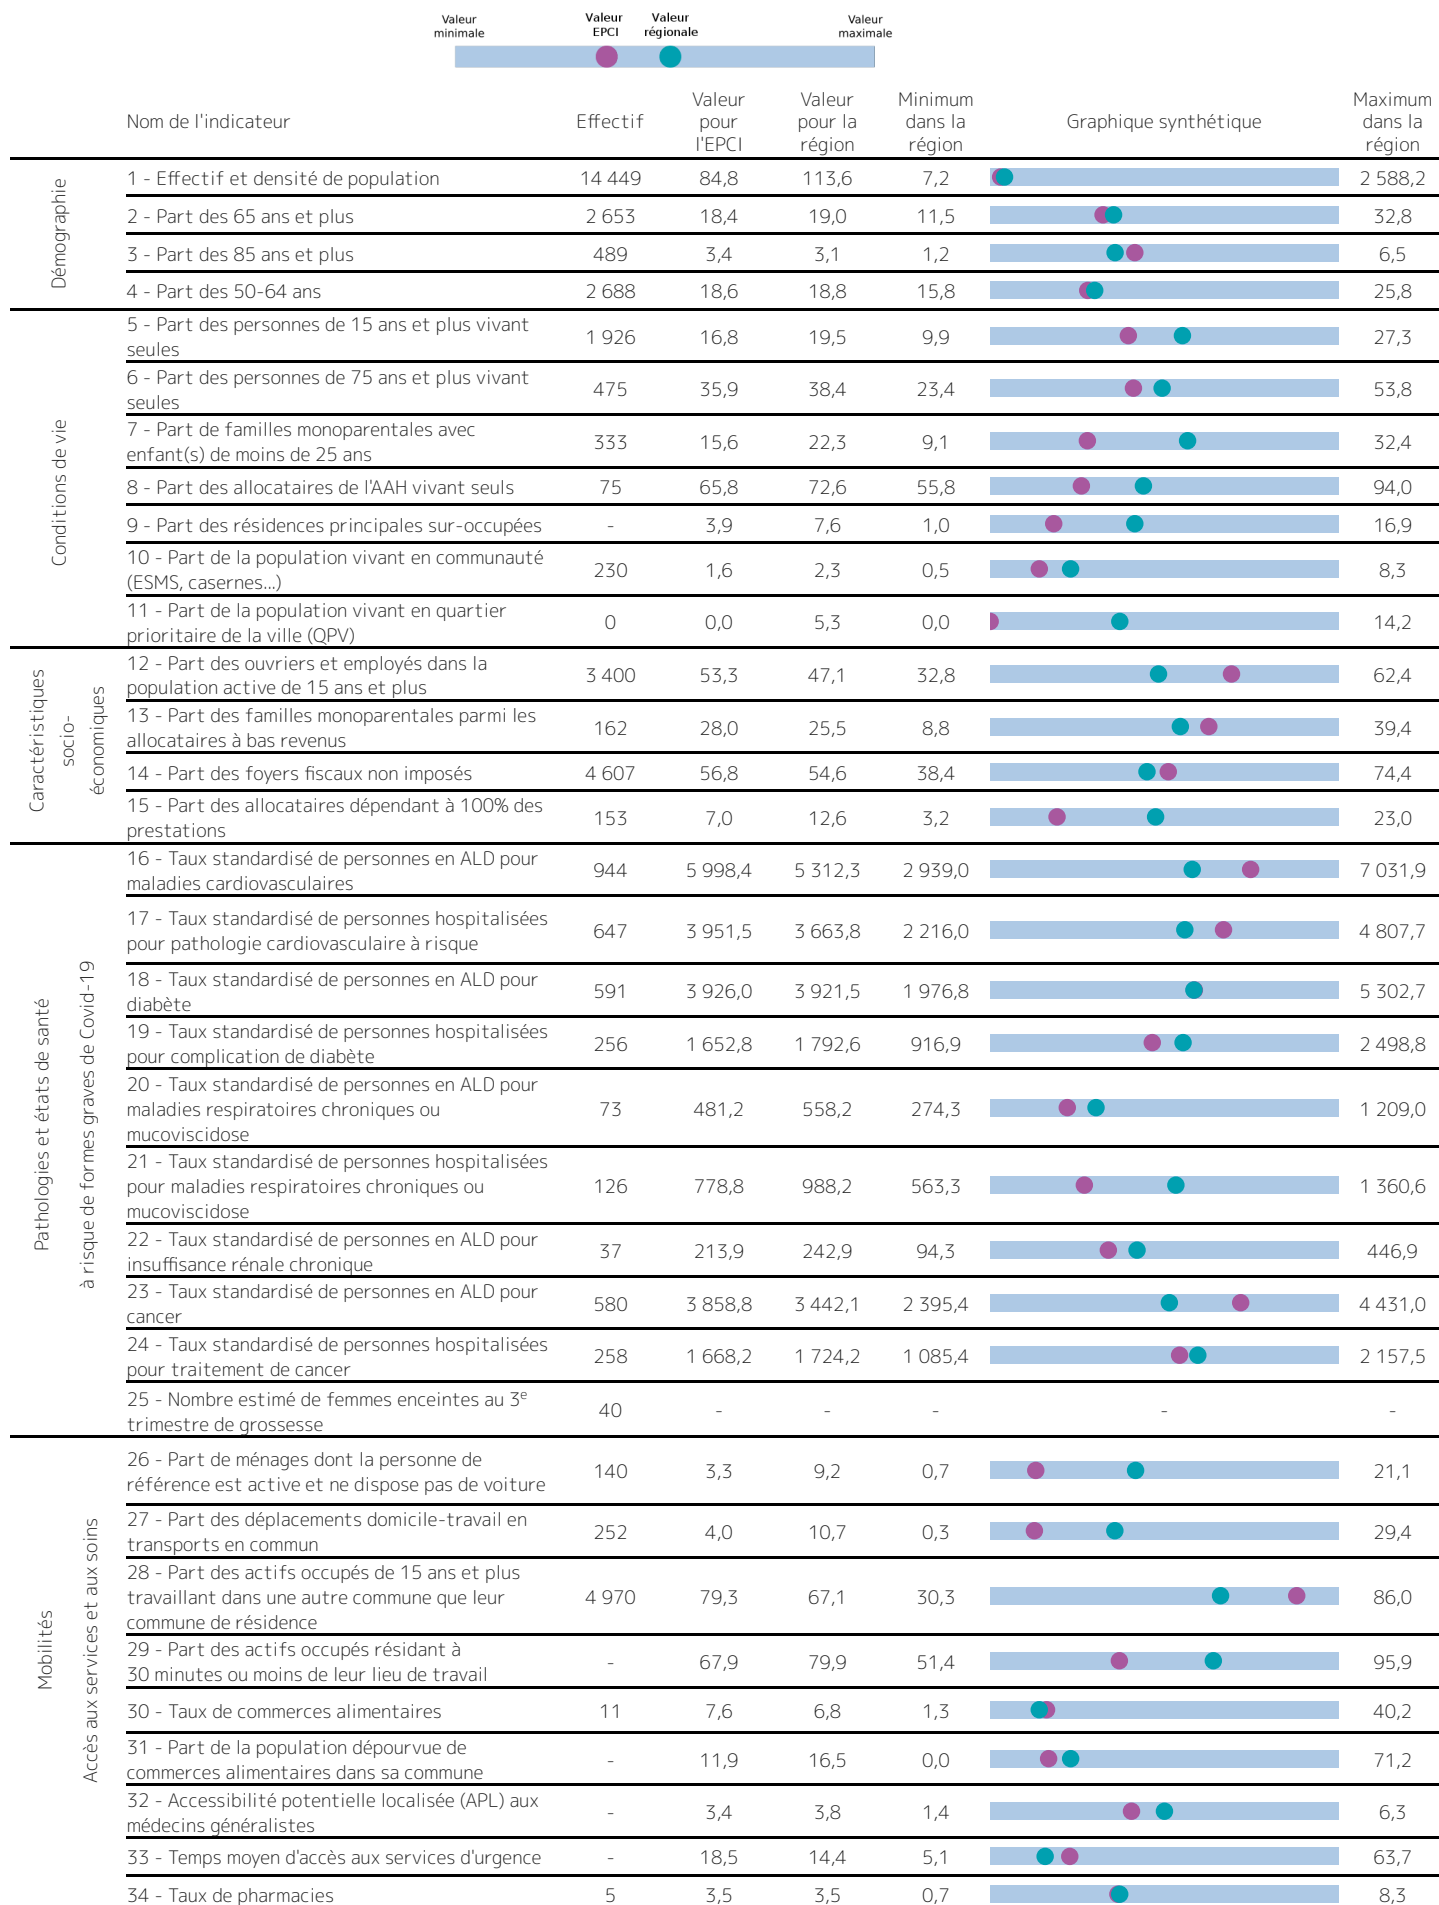 Valeur minimale
Valeur EPCI
Valeur régionale
Valeur maximale
Nom de l'indicateur Effectif Valeur pour l'EPCI Valeur pour la région Minimum dans la région Graphique synthétique Maximum dans la région
Démographie
1 - Effectif et densité de population 14 449 84,8 113,6 7,2 2 588,2
2 - Part des 65 ans et plus 2 653 18,4 19,0 11,5 32,8
3 - Part des 85 ans et plus 489 3,4 3,1 1,2 6,5
4 - Part des 50-64 ans 2 688 18,6 18,8 15,8 25,8
Conditions de vie
5 - Part des personnes de 15 ans et plus vivant
seules 1 926 16,8 19,5 9,9 27,3
6 - Part des personnes de 75 ans et plus vivant
seules 475 35,9 38,4 23,4 53,8
7 - Part de familles monoparentales avec
enfant(s) de moins de 25 ans 333 15,6 22,3 9,1 32,4
8 - Part des allocataires de l'AAH vivant seuls 75 65,8 72,6 55,8 94,0
9 - Part des résidences principales sur-occupées - 3,9 7,6 1,0 16,9
10 - Part de la population vivant en communauté
(ESMS, casernes...) 230 1,6 2,3 0,5 8,3
11 - Part de la population vivant en quartier
prioritaire de la ville (QPV) 0 0,0 5,3 0,0 14,2
Caractéristiques
socio-
économiques
12 - Part des ouvriers et employés dans la
population active de 15 ans et plus 3 400 53,3 47,1 32,8 62,4
13 - Part des familles monoparentales parmi les
allocataires à bas revenus 162 28,0 25,5 8,8 39,4
14 - Part des foyers fiscaux non imposés 4 607 56,8 54,6 38,4 74,4
15 - Part des allocataires dépendant à 100% des
prestations 153 7,0 12,6 3,2 23,0
Pathologies et états de santé
à risque de formes graves de Covid-19
16 - Taux standardisé de personnes en ALD pour
maladies cardiovasculaires 944 5 998,4 5 312,3 2 939,0 7 031,9
17 - Taux standardisé de personnes hospitalisées
pour pathologie cardiovasculaire à risque 647 3 951,5 3 663,8 2 216,0 4 807,7
18 - Taux standardisé de personnes en ALD pour
diabète 591 3 926,0 3 921,5 1 976,8 5 302,7
19 - Taux standardisé de personnes hospitalisées
pour complication de diabète 256 1 652,8 1 792,6 916,9 2 498,8
20 - Taux standardisé de personnes en ALD pour
maladies respiratoires chroniques ou
mucoviscidose 73 481,2 558,2 274,3 1 209,0
21 - Taux standardisé de personnes hospitalisées
pour maladies respiratoires chroniques ou
mucoviscidose 126 778,8 988,2 563,3 1 360,6
22 - Taux standardisé de personnes en ALD pour
insuffisance rénale chronique 37 213,9 242,9 94,3 446,9
23 - Taux standardisé de personnes en ALD pour
cancer 580 3 858,8 3 442,1 2 395,4 4 431,0
24 - Taux standardisé de personnes hospitalisées
pour traitement de cancer 258 1 668,2 1 724,2 1 085,4 2 157,5
25 - Nombre estimé de femmes enceintes au 3e
trimestre de grossesse 40 - - - - -
Mobilités
Accès aux services et aux soins
26 - Part de ménages dont la personne de
référence est active et ne dispose pas de voiture 140 3,3 9,2 0,7 21,1
27 - Part des déplacements domicile-travail en
transports en commun 252 4,0 10,7 0,3 29,4
28 - Part des actifs occupés de 15 ans et plus
travaillant dans une autre commune que leur
commune de résidence 4 970 79,3 67,1 30,3 86,0
29 - Part des actifs occupés résidant à
30 minutes ou moins de leur lieu de travail - 67,9 79,9 51,4 95,9
30 - Taux de commerces alimentaires 11 7,6 6,8 1,3 40,2
31 - Part de la population dépourvue de
commerces alimentaires dans sa commune - 11,9 16,5 0,0 71,2
32 - Accessibilité potentielle localisée (APL) aux
médecins généralistes - 3,4 3,8 1,4 6,3
33 - Temps moyen d'accès aux services d'urgence - 18,5 14,4 5,1 63,7
34 - Taux de pharmacies 5 3,5 3,5 0,7 8,3